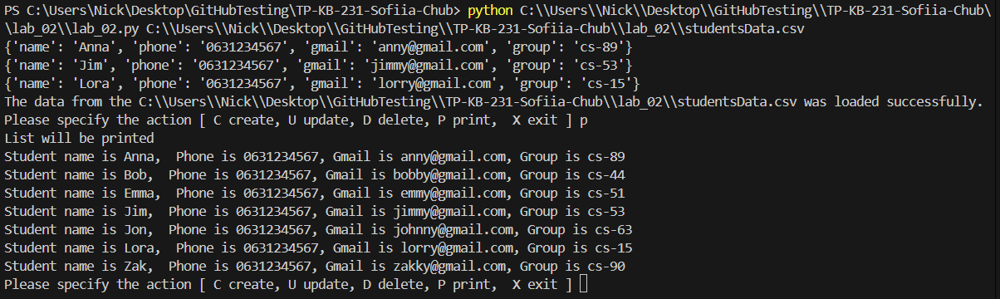 PS C:\Users\Nick\Desktop\GitHubTesting\TP-KB-231-Sofiia-Chub> python C:\\Users\\Nick\\Desktop\\GitHubTesting\\TP-KB-231-Sofiia-Chub\
\lab_02\\lab_02.py C:\\Users\\Nick\\Desktop\\GitHubTesting\\TP-KB-231-Sofiia-Chub\\lab_02\\studentsData.csv
{'name': 'Anna', 'phone': '0631234567', 'gmail': 'anny@gmail.com', 'group': 'cs-89'}
{'name': 'Jim', 'phone': '0631234567', 'gmail': 'jimmy@gmail.com', 'group': 'cs-53'}
{'name': 'Lora', 'phone': '0631234567', 'gmail': 'lorry@gmail.com', 'group': 'cs-15'}
The data from the C:\\Users\\Nick\\Desktop\\GitHubTesting\\TP-KB-231-Sofiia-Chub\\lab_02\\studentsData.csv was loaded successfully.
Please specify the action [ C create, U update, D delete, P print,  X exit ] p
List will be printed
Student name is Anna,  Phone is 0631234567, Gmail is anny@gmail.com, Group is cs-89
Student name is Bob,  Phone is 0631234567, Gmail is bobby@gmail.com, Group is cs-44
Student name is Emma,  Phone is 0631234567, Gmail is emmy@gmail.com, Group is cs-51
Student name is Jim,  Phone is 0631234567, Gmail is jimmy@gmail.com, Group is cs-53
Student name is Jon,  Phone is 0631234567, Gmail is johnny@gmail.com, Group is cs-63
Student name is Lora,  Phone is 0631234567, Gmail is lorry@gmail.com, Group is cs-15
Student name is Zak,  Phone is 0631234567, Gmail is zakky@gmail.com, Group is cs-90
Please specify the action [ C create, U update, D delete, P print,  X exit ]